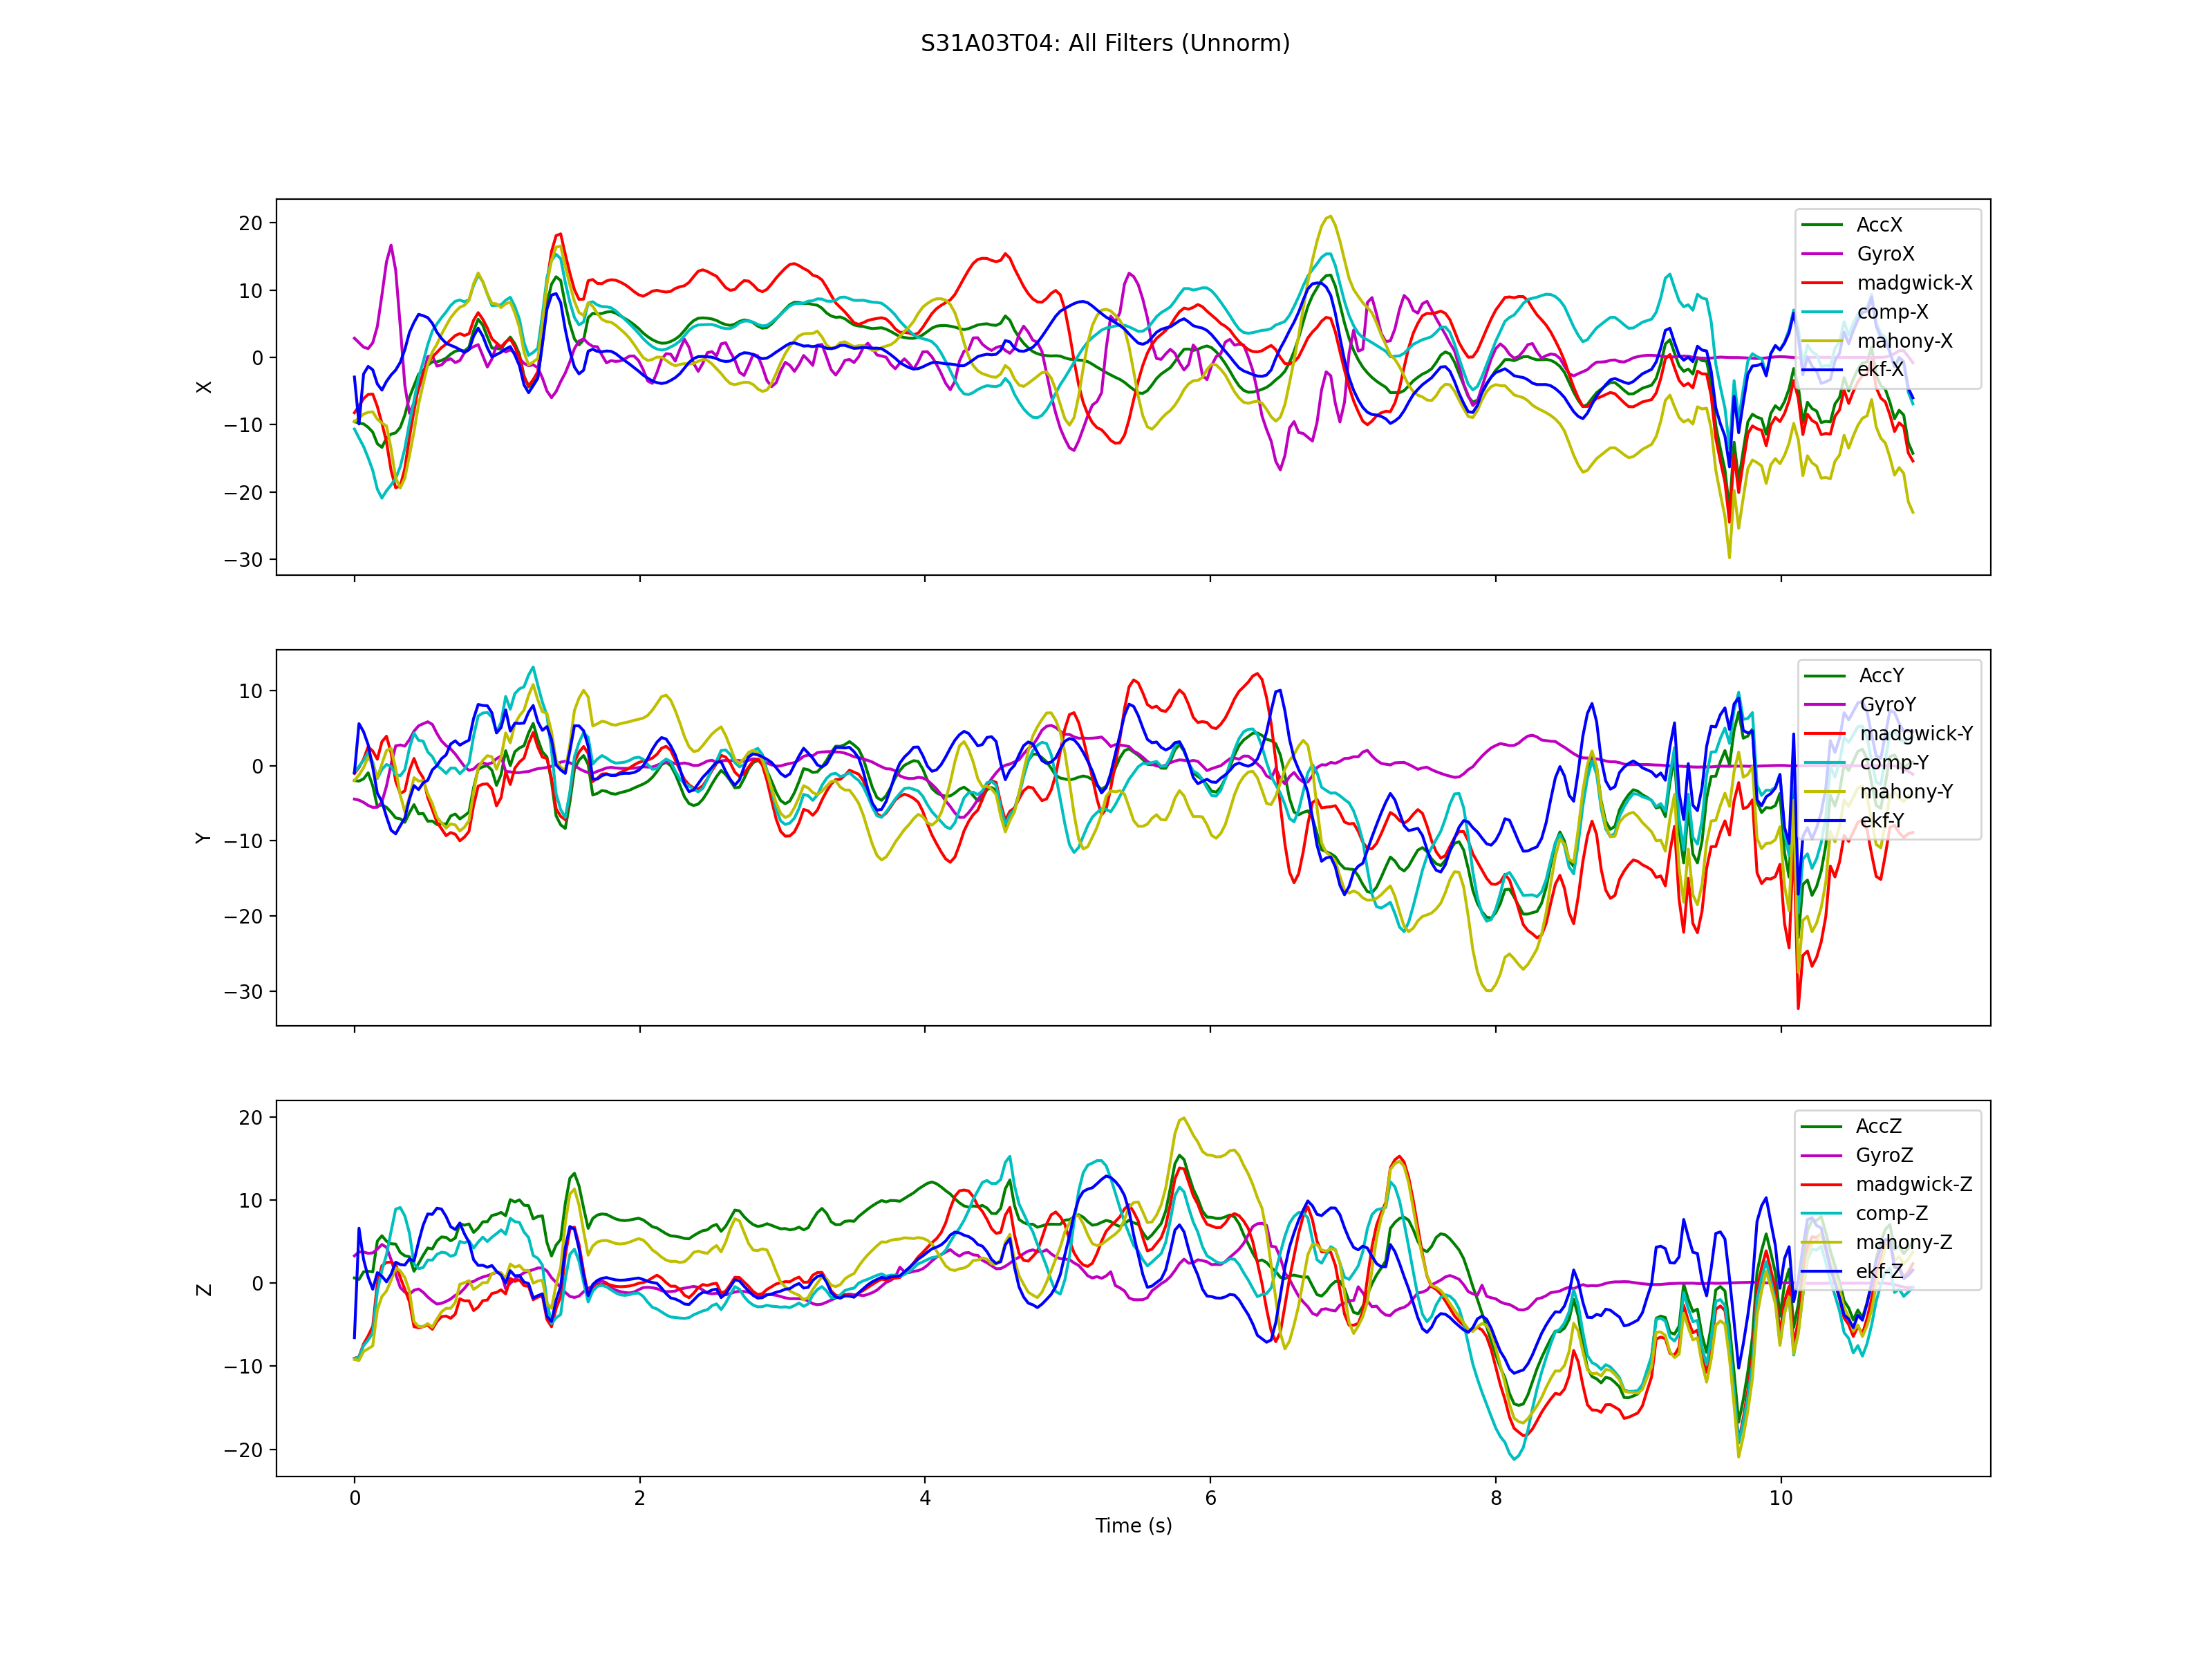 S31A03T04: All Filters (Unnorm)
20
10
0
−10
−20
−30
X
AccX
GyroX
madgwick-X
comp-X
mahony-X
ekf-X
10
0
−10
−20
−30
Y
AccY
GyroY
madgwick-Y
comp-Y
mahony-Y
ekf-Y
20
10
0
−10
−20
Z
AccZ
GyroZ
madgwick-Z
comp-Z
mahony-Z
ekf-Z
0 2 4 6 8 10
Time (s)